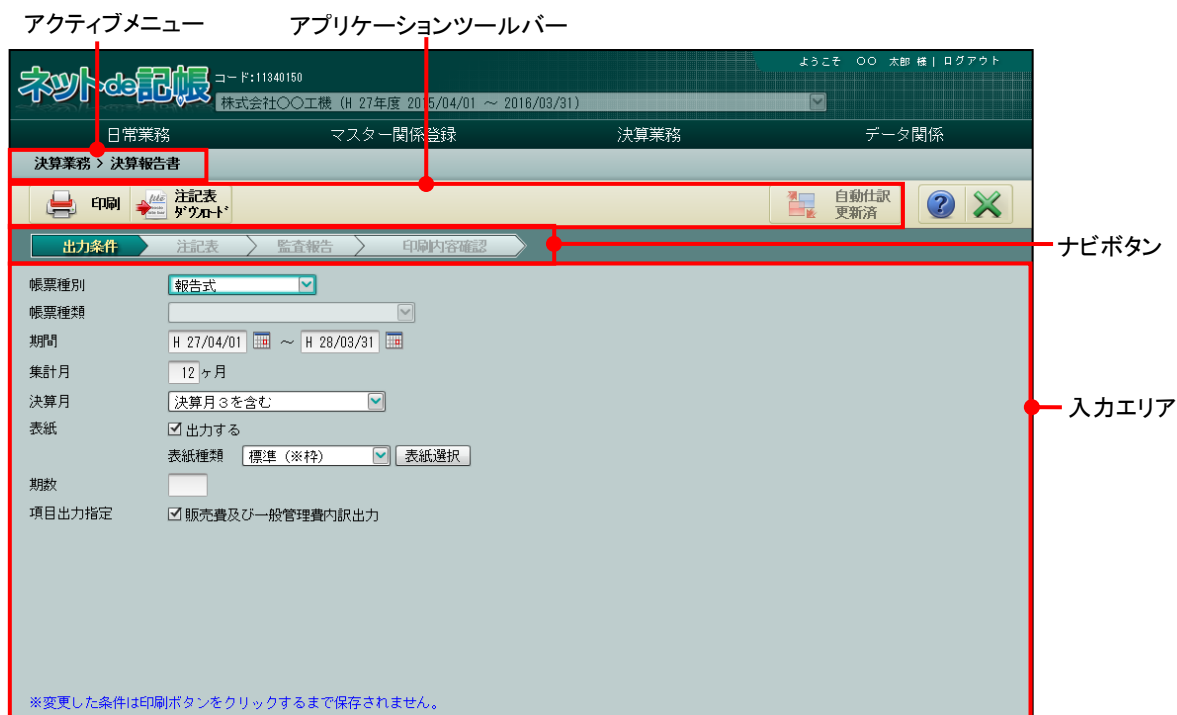 アクティブメニュー アプリケーションツールバー
ようこそ 〇〇 太郎 様 | ログアウト
ネットde記帳 コード:11340150
株式会社〇〇工機 (H 27年度 2015/04/01 ～ 2016/03/31)
日常業務 マスター関係登録 決算業務 データ関係
決算業務 > 決算報告書
印刷 注記表 ダウンロード 自動仕訳 更新済
出力条件 注記表 監査報告 印刷内容確認 ナビボタン
帳票種別 報告式
帳票種類
期間 H 27/04/01 ～ H 28/03/31
集計月 12 ヶ月
決算月 決算月3を含む 入力エリア
表紙 出力する
表紙種類 標準 (※枠) 表紙選択
期数
項目出力指定 販売費及び一般管理費内訳出力
※変更した条件は印刷ボタンをクリックするまで保存されません。